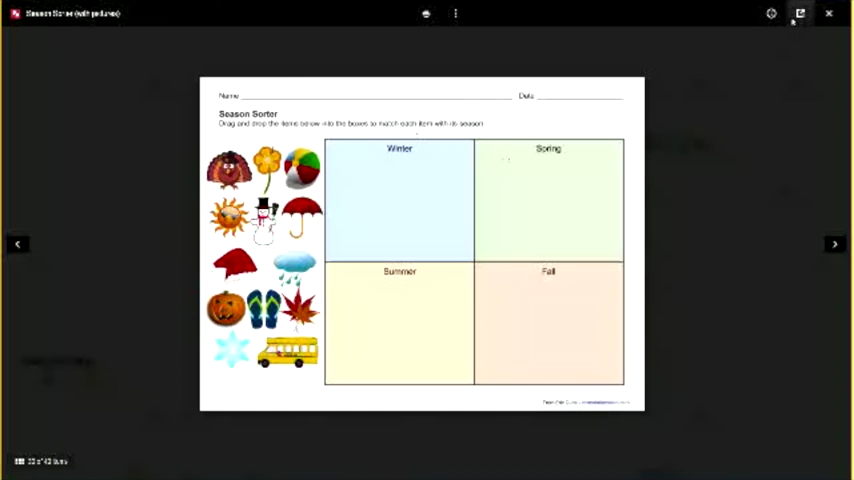 Season Sorter (with pictures)
Name Date
Season Sorter
Drag and drop the items below into the boxes to match each item with its season
Winter Spring
Summer Fall
items